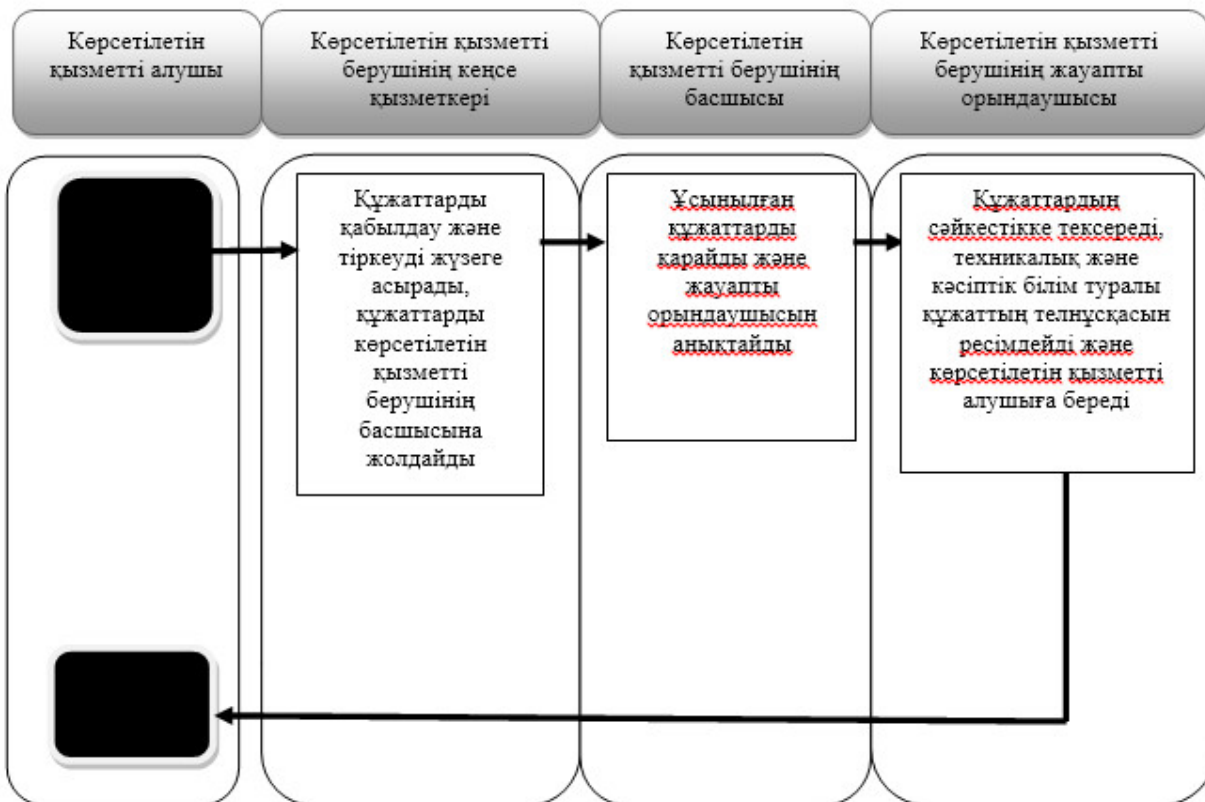 Көрсетілетін
қызметті алушы
Көрсетілетін қызметті
берушінің кеңсе
қызметкері
Көрсетілетін
қызметті берушінің
басшысы
Көрсетілетін қызметті
берушінің жауапты
орындаушысы
Құжаттарды
қабылдау және
тіркеуді жүзеге
асырады,
құжаттарды
көрсетілетін
қызметті
берушінің
басшысына
жолдайды
Ұсынылған
құжаттарды
қарайды және
жауапты
орындаушысын
анықтайды
Құжаттардың
сәйкестікке тексереді,
техникалық және
кәсіптік білім туралы
құжаттың телнұсқасын
ресімдейді және
көрсетілетін қызметті
алушыға береді